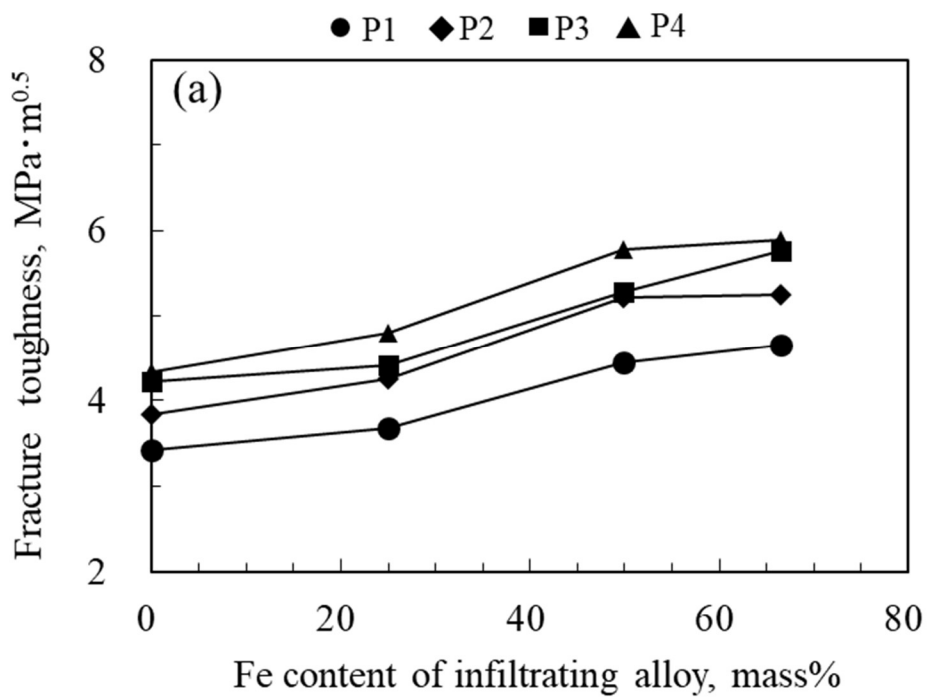 P1 P2 P3 P4
(a)
Fracture toughness, MPa·m0.5
8
6
4
2
0 20 40 60 80
Fe content of infiltrating alloy, mass%